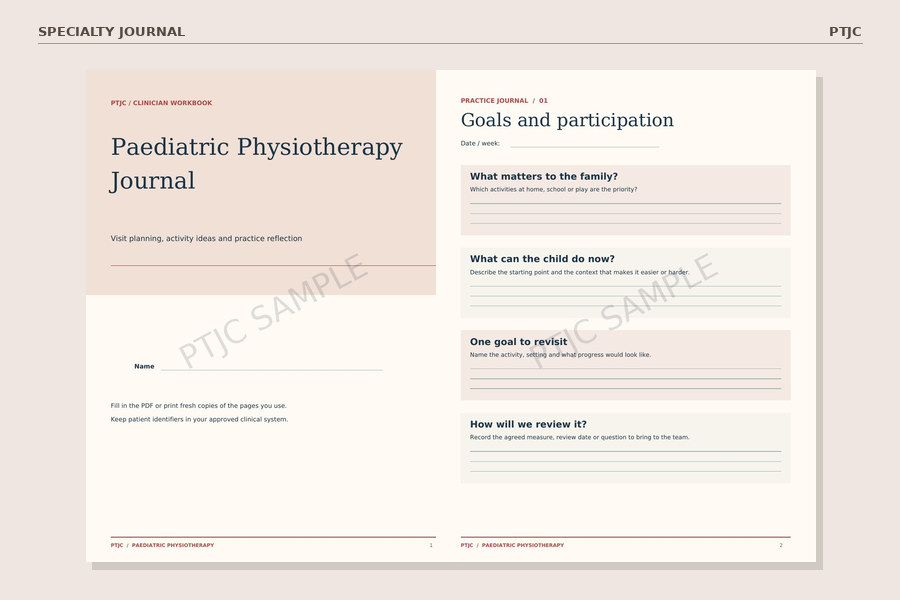 SPECIALTY JOURNAL
PTJC
PTJC / CLINICIAN WORKBOOK
Paediatric Physiotherapy
Journal
Visit planning, activity ideas and practice reflection
PTJC SAMPLE
Name
Fill in the PDF or print fresh copies of the pages you use.
Keep patient identifiers in your approved clinical system.
PTJC / PAEDIATRIC PHYSIOTHERAPY
1
PRACTICE JOURNAL / 01
Goals and participation
Date / week:
What matters to the family?
Which activities at home, school or play are the priority?
What can the child do now?
Describe the starting point and the context that makes it easier or harder.
PTJC SAMPLE
One goal to revisit
Name the activity, setting and what progress would look like.
How will we review it?
Record the agreed measure, review date or question to bring to the team.
PTJC / PAEDIATRIC PHYSIOTHERAPY
2